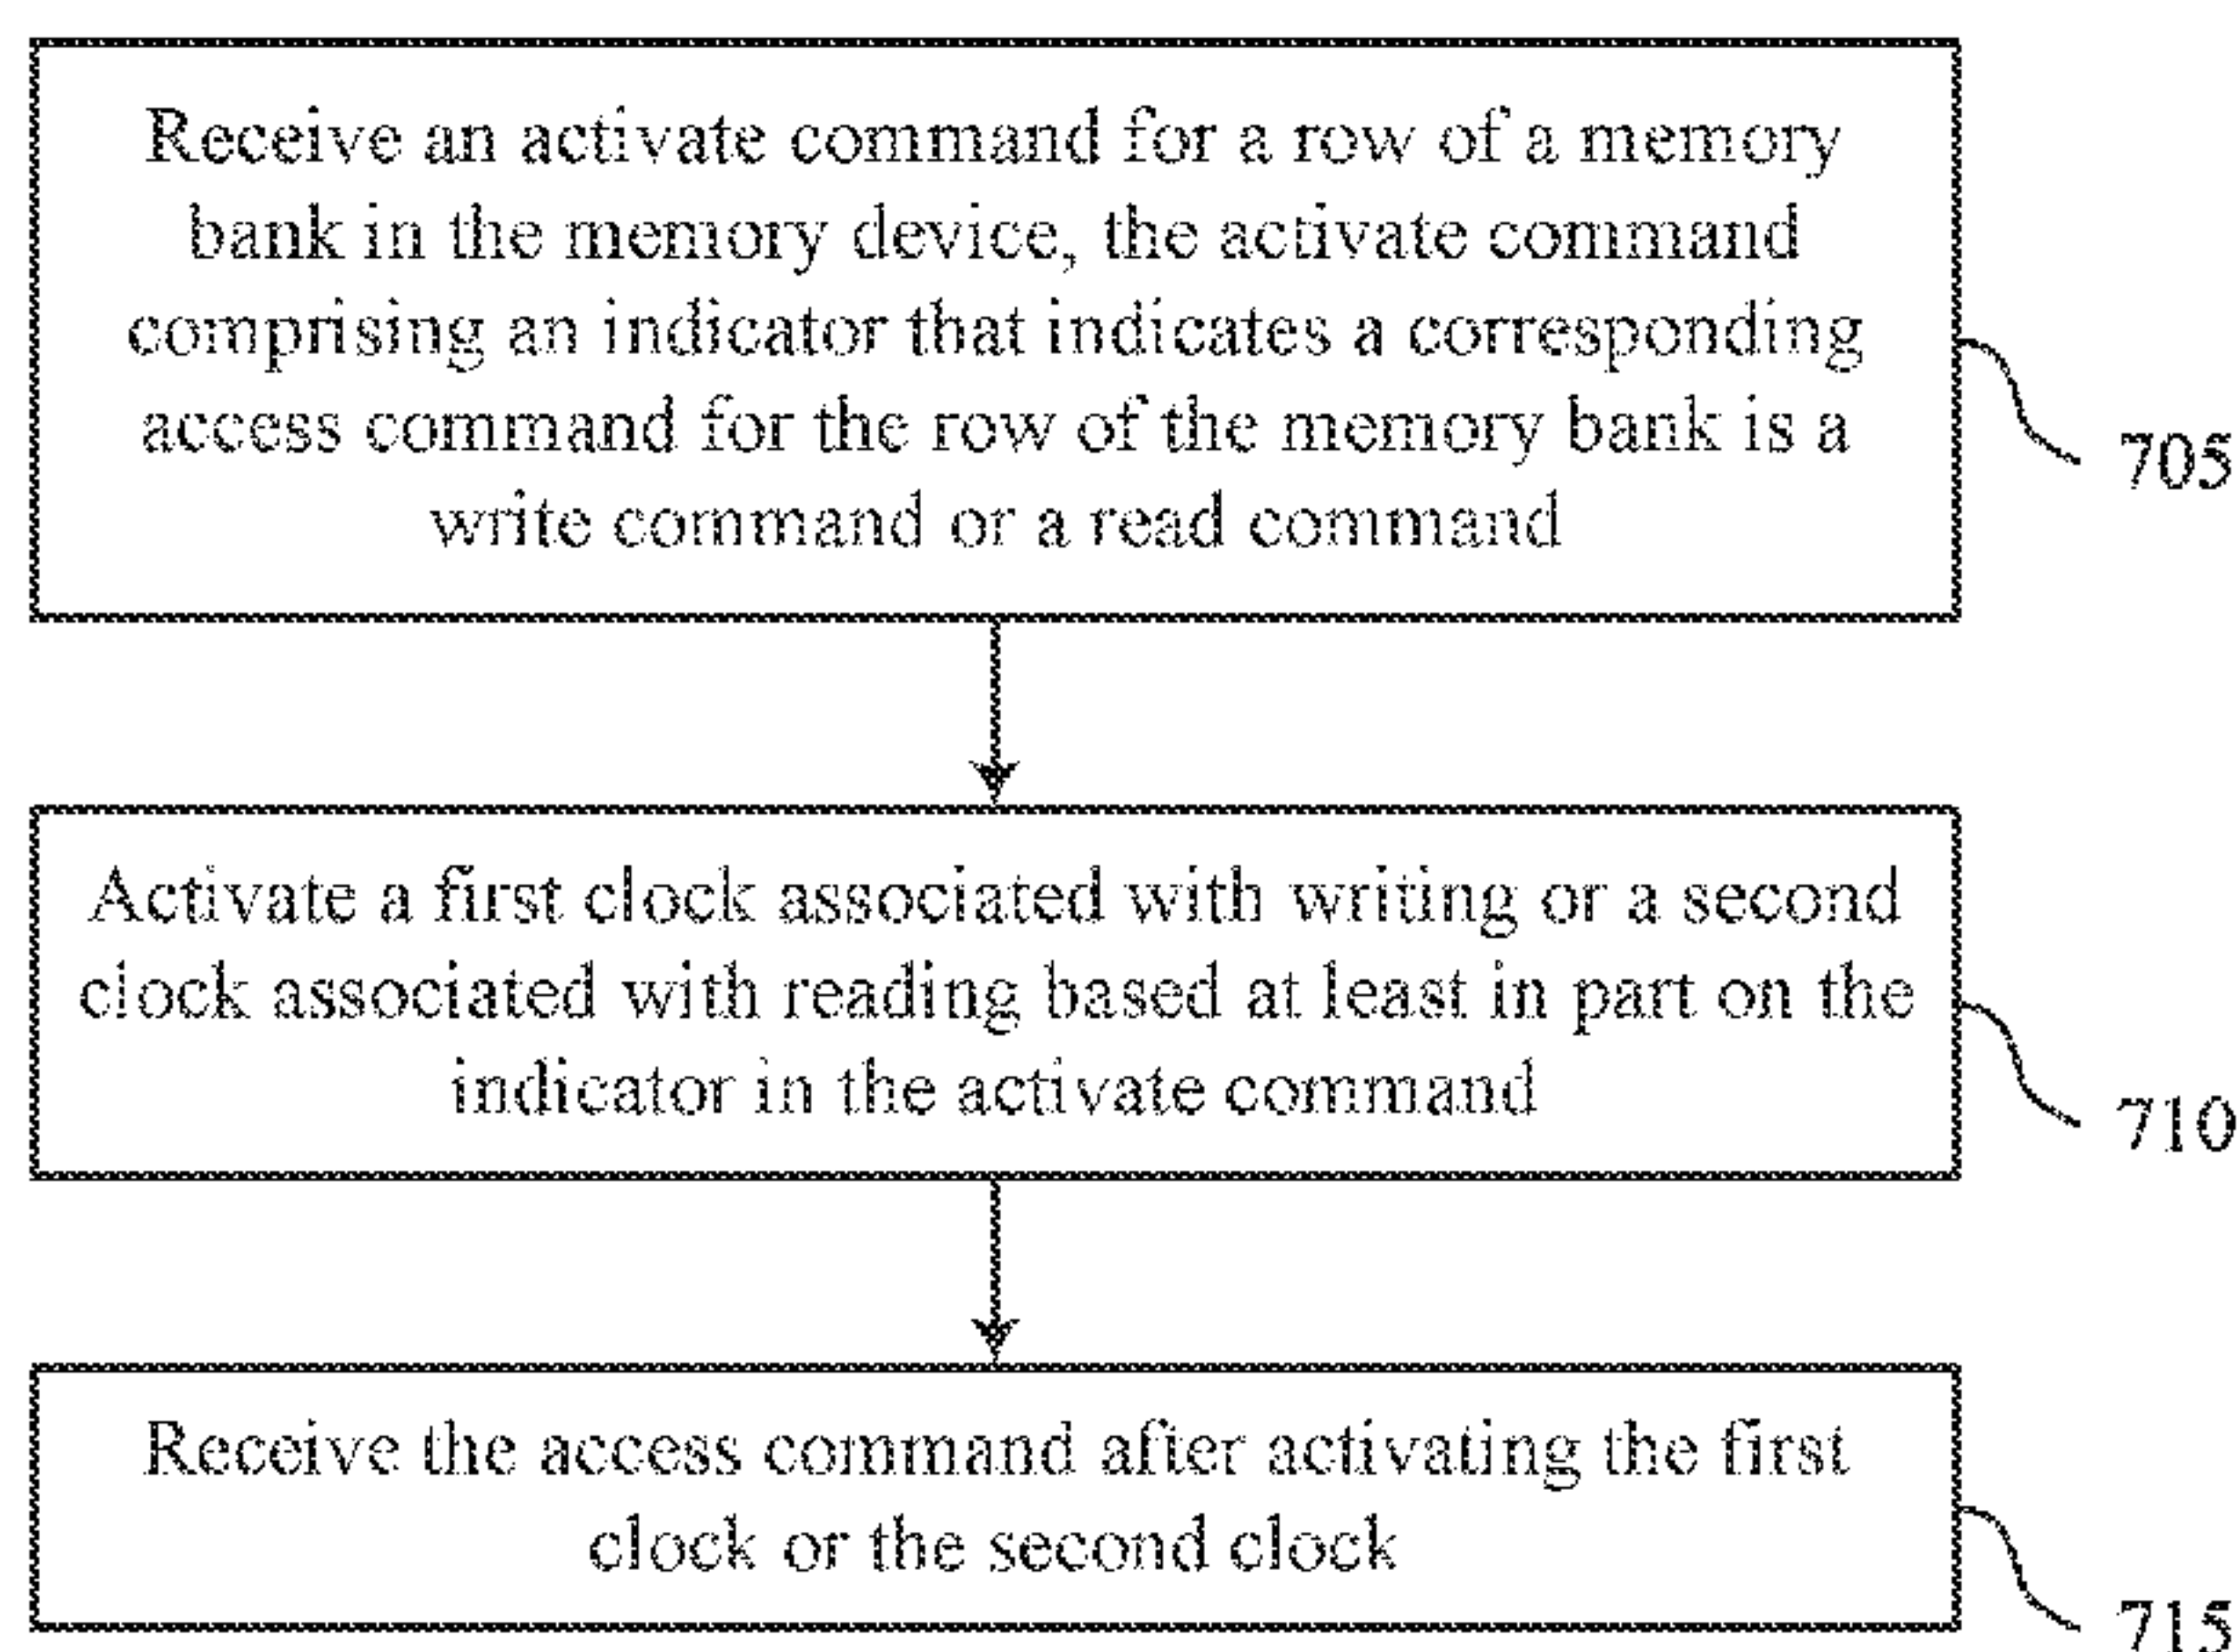 Receive an activate command for a row of a memory
bank in the memory device, the activate command
comprising an indicator that indicates a corresponding
access command for the row of the memory bank is a
write command or a read command
705
Activate a first clock associated with writing or a second
clock associated with reading based at least in part on the
indicator in the activate command
710
Receive the access command after activating the first
clock or the second clock
715